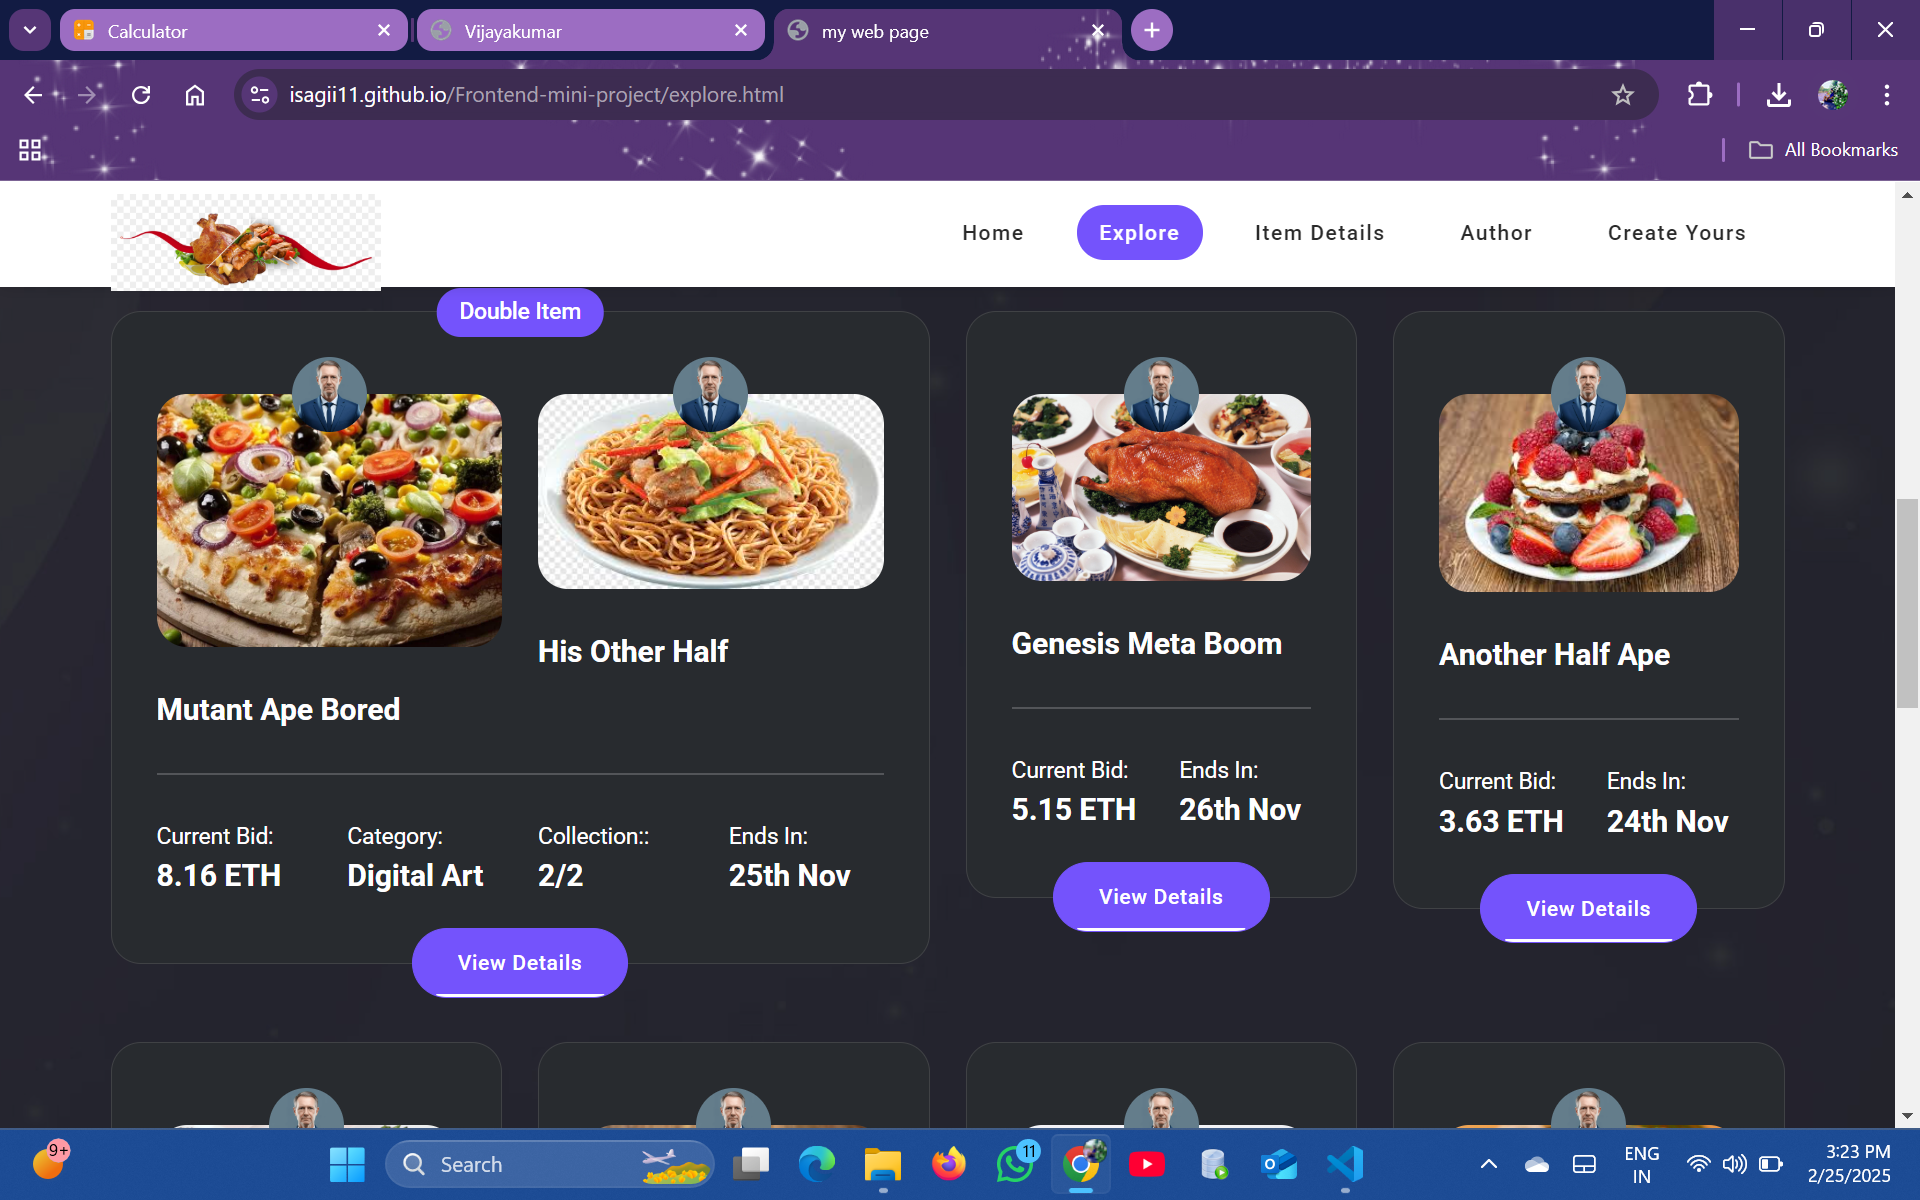 Calculator
Vijayakumar
my web page
isagii11.github.io/Frontend-mini-project/explore.html
All Bookmarks
Home
Explore
Item Details
Author
Create Yours
Double Item
His Other Half
Mutant Ape Bored
Current Bid:
8.16 ETH
Category:
Digital Art
Collection::
2/2
Ends In:
25th Nov
View Details
Genesis Meta Boom
Current Bid:
5.15 ETH
Ends In:
26th Nov
View Details
Another Half Ape
Current Bid:
3.63 ETH
Ends In:
24th Nov
View Details
9+
Search
11
ENG
IN
3:23 PM
2/25/2025